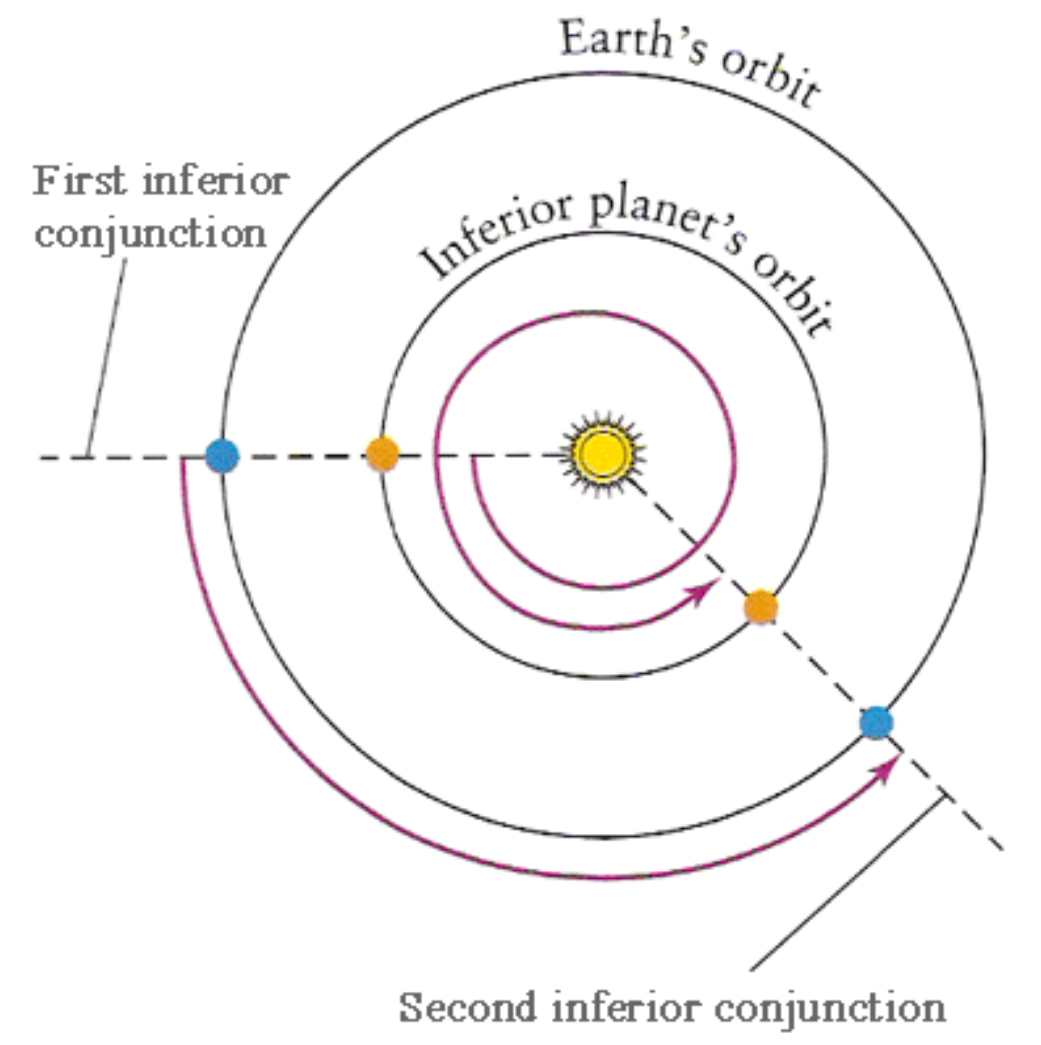 Earth's orbit
First inferior
conjunction
Inferior planet's orbit
Second inferior conjunction